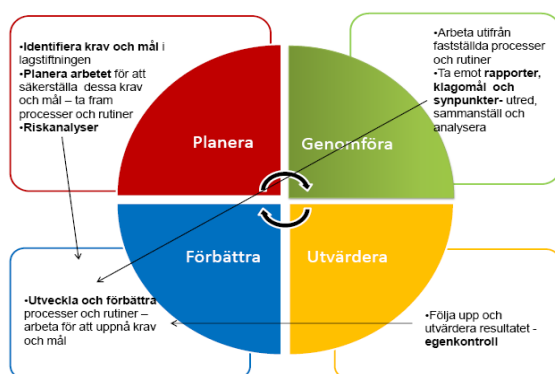 •Identifiera krav och mål i
lagstiftningen
•Planera arbetet för att
säkerställa dessa krav
och mål – ta fram
processer och rutiner
•Riskanalyser
•Arbeta utifrån
fastställda processer
och rutiner
•Ta emot rapporter,
klagomål och
synpunkter- utred,
sammanställ och
analysera
Planera
Genomföra
Förbättra
Utvärdera
•Utveckla och förbättra
processer och rutiner –
arbeta för att uppnå krav
och mål
•Följa upp och
utvärdera resultatet -
egenkontroll